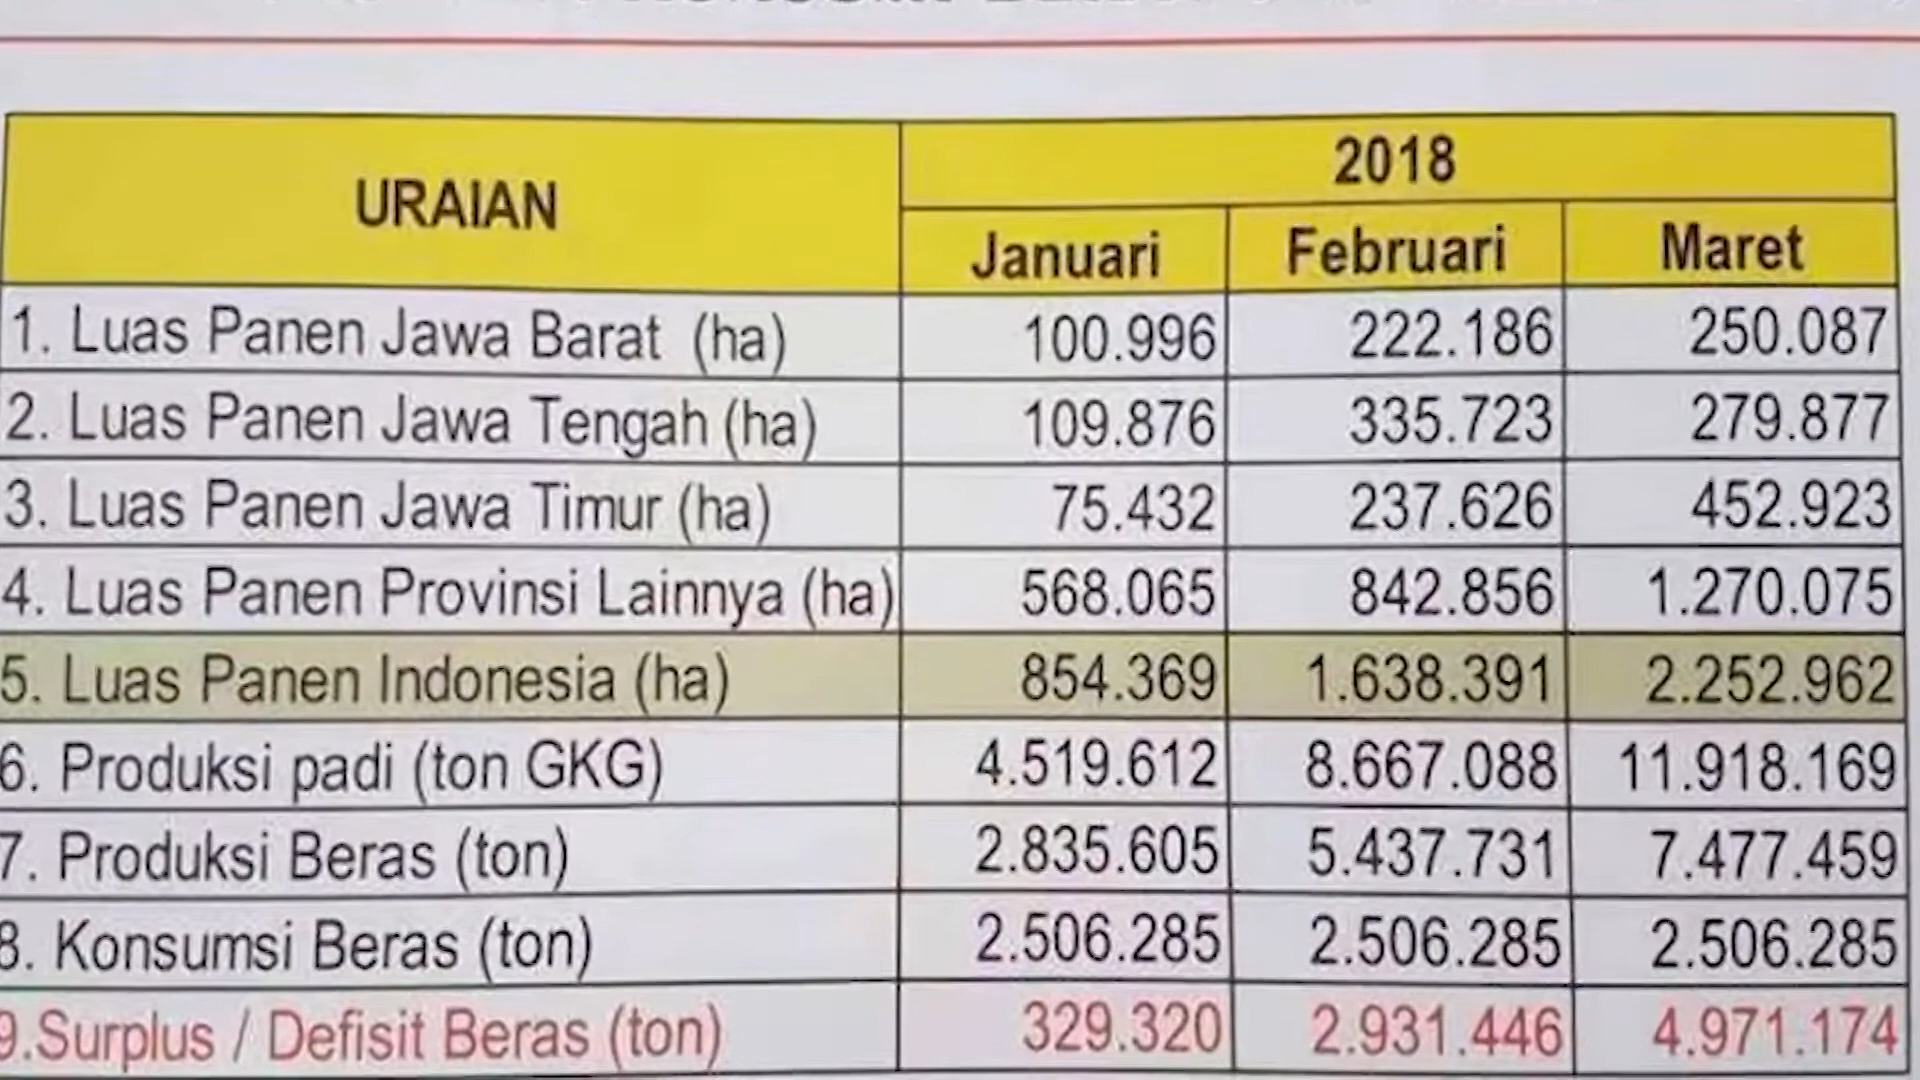 URAIAN
2018
Januari Februari Maret
1. Luas Panen Jawa Barat (ha) 100.996 222.186 250.087
2. Luas Panen Jawa Tengah (ha) 109.876 335.723 279.877
3. Luas Panen Jawa Timur (ha) 75.432 237.626 452.923
4. Luas Panen Provinsi Lainnya (ha) 568.065 842.856 1.270.075
5. Luas Panen Indonesia (ha) 854.369 1.638.391 2.252.962
6. Produksi padi (ton GKG) 4.519.612 8.667.088 11.918.169
7. Produksi Beras (ton) 2.835.605 5.437.731 7.477.459
8. Konsumsi Beras (ton) 2.506.285 2.506.285 2.506.285
9.Surplus / Defisit Beras (ton) 329.320 2.931.446 4.971.174